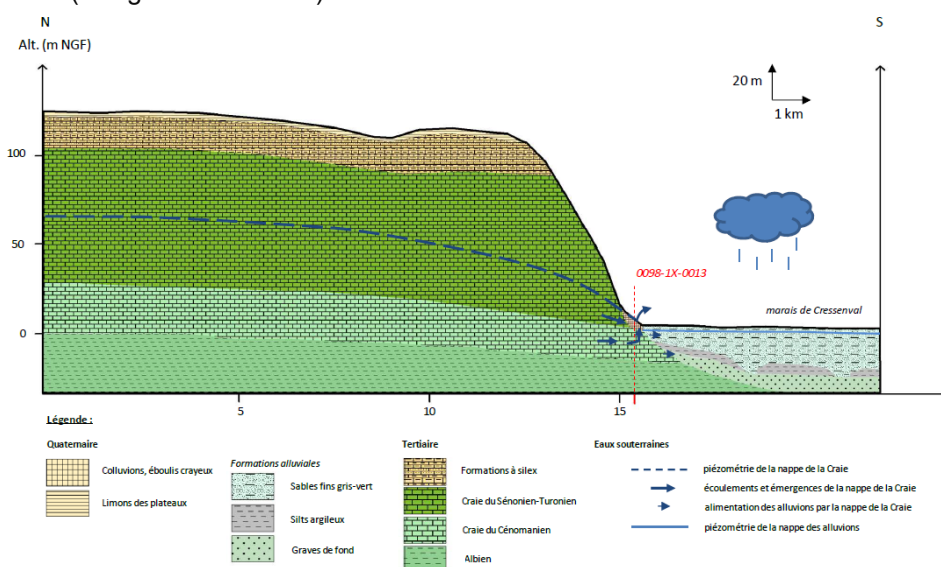 N
S
Alt. (m NGF)
20 m
1 km
100
0098-1X-0013
50
marais de Cressenval
0
5
10
15
Légende :
Quaternaire
Colluvions, éboulis crayeux
Limons des plateaux
Formations alluviales
Sables fins gris-vert
Silts argileux
Graves de fond
Tertiaire
Formations à silex
Craie du Sénonien-Turonien
Craie du Cénomanien
Albien
Eaux souterraines
piézométrie de la nappe de la Craie
écoulements et émergences de la nappe de la Craie
alimentation des alluvions par la nappe de la Craie
piézométrie de la nappe des alluvions